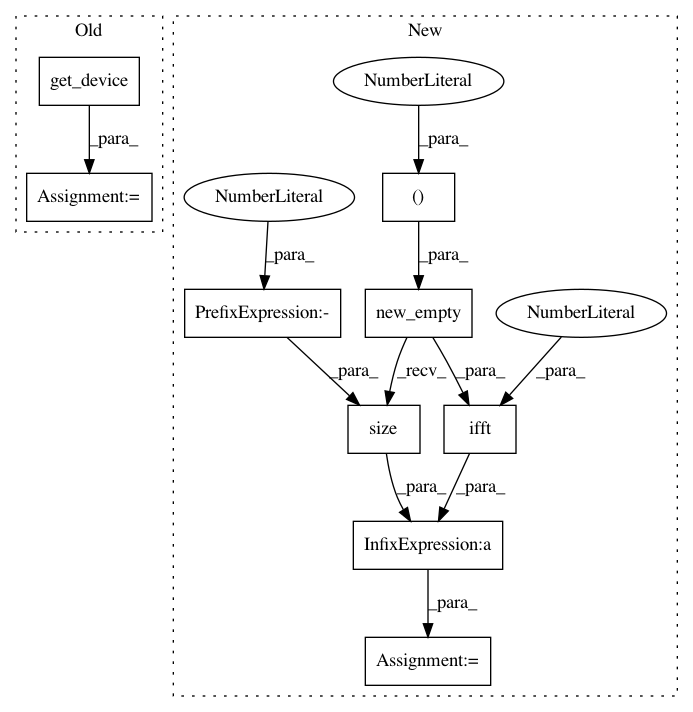 Old
New
get_device
NumberLiteral
_para_
_para_
Assignment:=
NumberLiteral
()
_para_
_para_
PrefixExpression:-
new_empty
NumberLiteral
_para_
_recv_
_para_
_para_
size
ifft
_para_
_para_
InfixExpression:a
_para_
Assignment:=